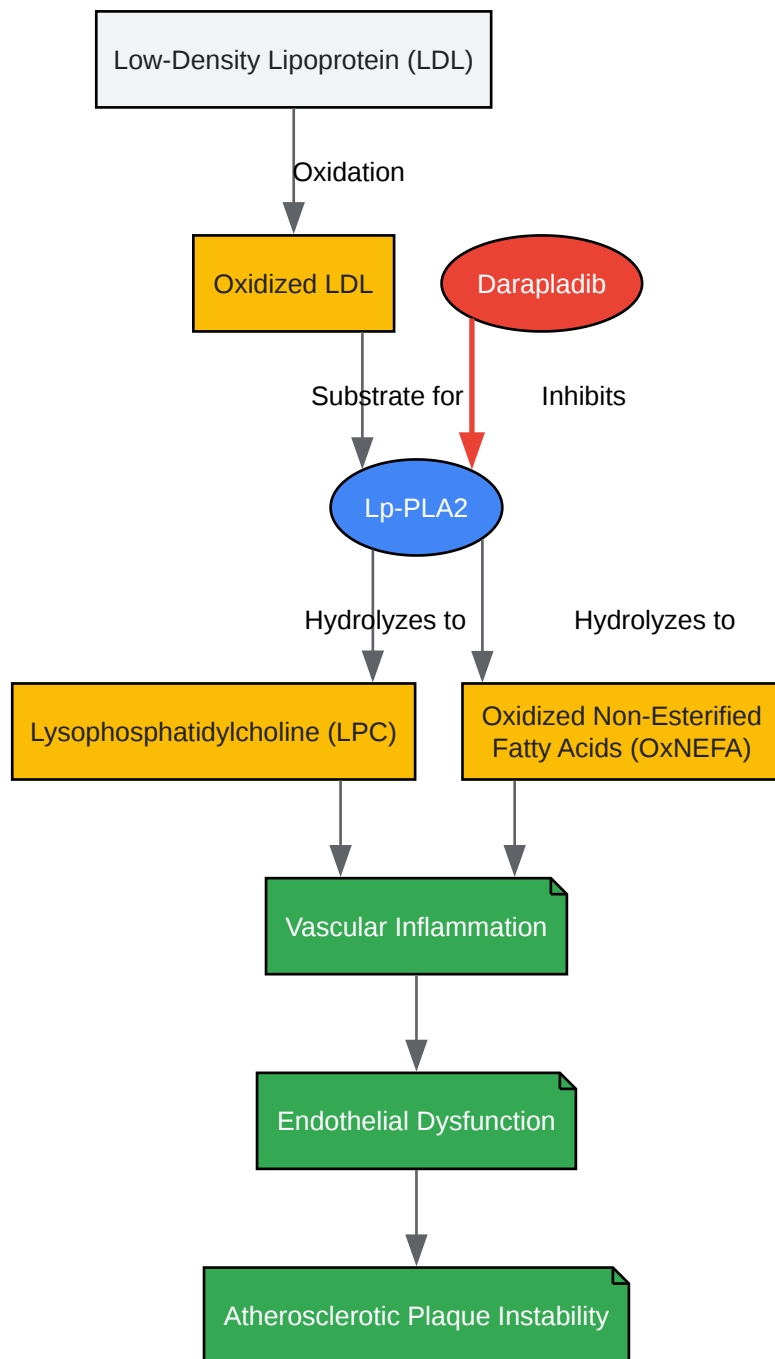 Low-Density Lipoprotein (LDL)
Oxidation
Oxidized LDL
Darapladib
Substrate for
Inhibits
Lp-PLA2
Hydrolyzes to
Hydrolyzes to
Lysophosphatidylcholine (LPC)
Oxidized Non-Esterified
Fatty Acids (OxNEFA)
Vascular Inflammation
Endothelial Dysfunction
Atherosclerotic Plaque Instability